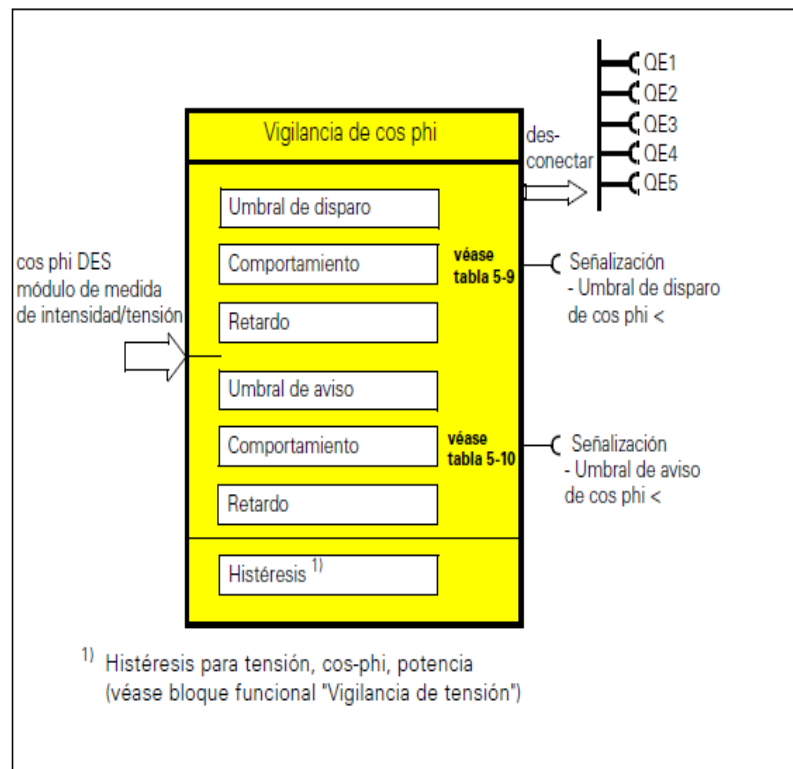 Vigilancia de cos phi
des-
conectar
QE1
QE2
QE3
QE4
QE5
cos phi DES
módulo de medida
de intensidad/tensión
Umbral de disparo
Comportamiento
véase
tabla 5-9
Retardo
Señalización
- Umbral de disparo
de cos phi <
Umbral de aviso
Comportamiento
véase
tabla 5-10
Retardo
Señalización
- Umbral de aviso
de cos phi <
Histéresis 1)
1) Histéresis para tensión, cos-phi, potencia
(véase bloque funcional "Vigilancia de tensión")